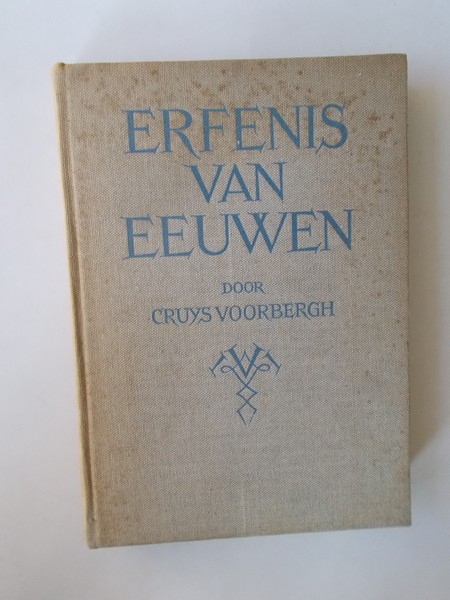 ERFENIS
VAN
EEUWEN
DOOR
CRUYS VOORBERGH